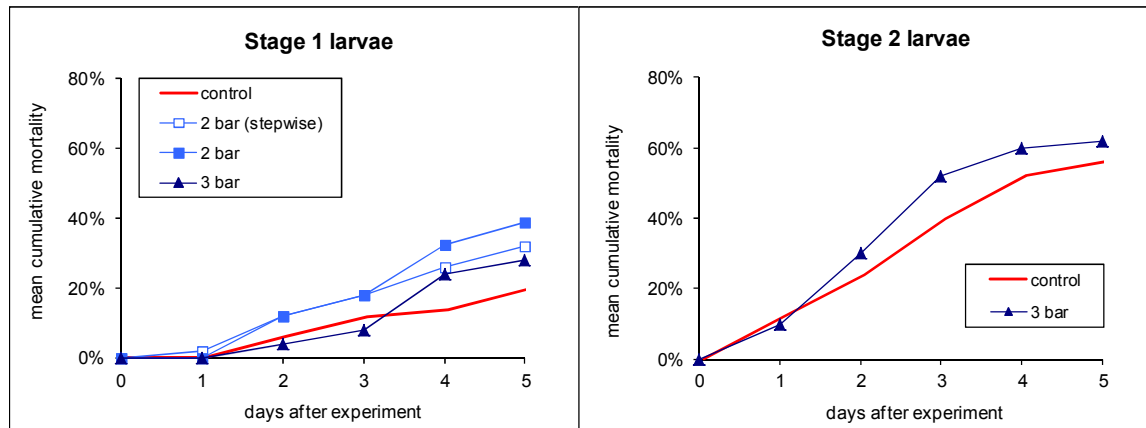 Stage 1 larvae
mean cumulative mortality
80%
60%
40%
20%
0%
control
2 bar (stepwise)
2 bar
3 bar
0 1 2 3 4 5
days after experiment
Stage 2 larvae
mean cumulative mortality
80%
60%
40%
20%
0%
control
3 bar
0 1 2 3 4 5
days after experiment